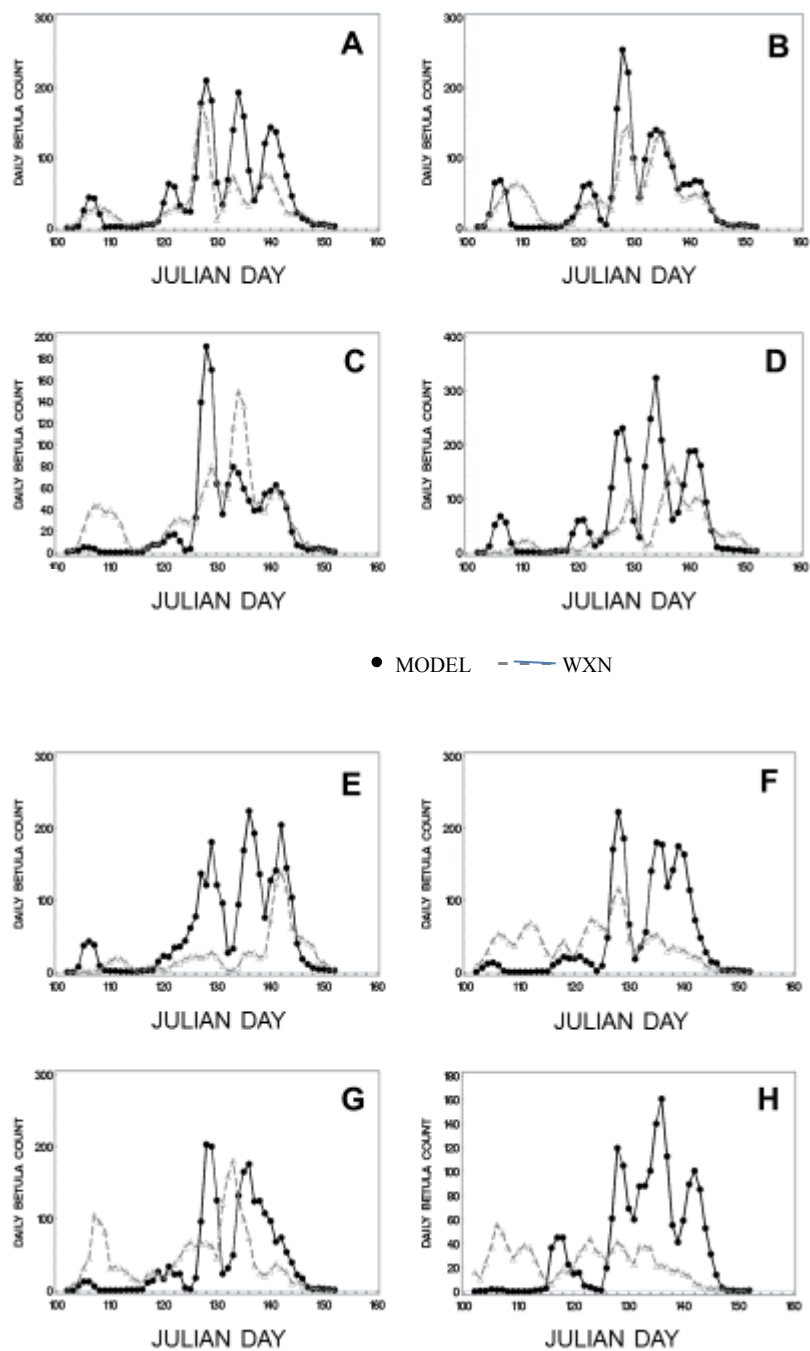 A
DAILY BETULA COUNT
300
200
100
0
100 110 120 130 140 150 160
JULIAN DAY
B
DAILY BETULA COUNT
300
200
100
0
100 110 120 130 140 150 160
JULIAN DAY
C
DAILY BETULA COUNT
200
180
160
140
120
100
80
60
40
20
0
110 120 130 140 150 160
JULIAN DAY
D
DAILY BETULA COUNT
400
300
200
100
0
100 110 120 130 140 150 160
JULIAN DAY
MODEL WXN
E
DAILY BETULA COUNT
300
200
100
0
100 110 120 130 140 150 160
JULIAN DAY
F
DAILY BETULA COUNT
300
200
100
0
100 110 120 130 140 150 160
JULIAN DAY
G
DAILY BETULA COUNT
300
200
100
0
100 110 120 130 140 150 160
JULIAN DAY
H
DAILY BETULA COUNT
180
160
140
120
100
80
60
40
20
0
100 110 120 130 140 150 160
JULIAN DAY